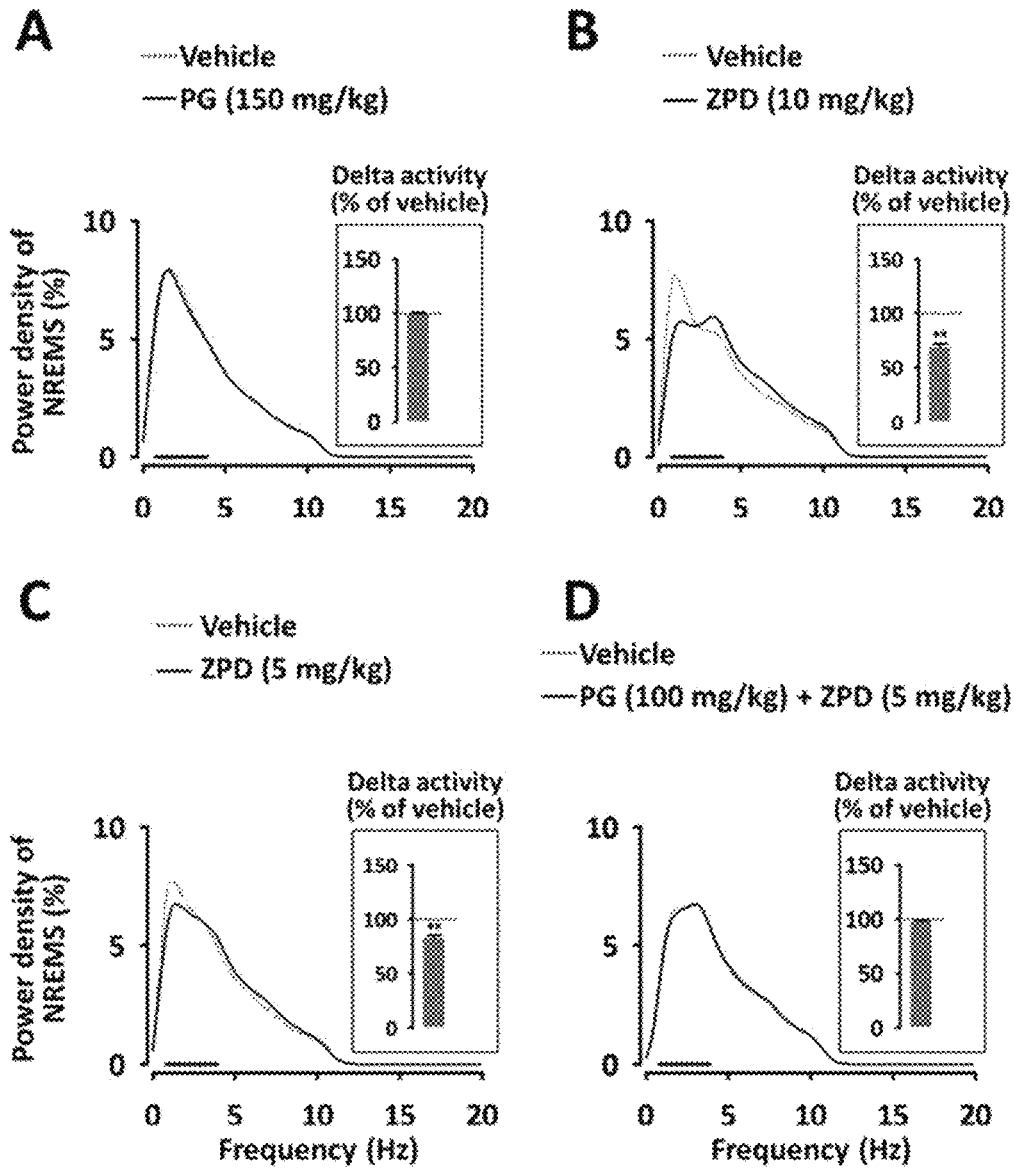 A
Vehicle
PG (150 mg/kg)
Delta activity
(% of vehicle)
Power density of
NREMS (%)
10
5
0
150
100
50
0
0 5 10 15 20
B
Vehicle
ZPD (10 mg/kg)
Delta activity
(% of vehicle)
10
5
0
150
100
50
0
**
0 5 10 15 20
C
Vehicle
ZPD (5 mg/kg)
Delta activity
(% of vehicle)
Power density of
NREMS (%)
10
5
0
150
100
50
0
**
0 5 10 15 20
Frequency (Hz)
D
Vehicle
PG (100 mg/kg) + ZPD (5 mg/kg)
Delta activity
(% of vehicle)
10
5
0
150
100
50
0
0 5 10 15 20
Frequency (Hz)